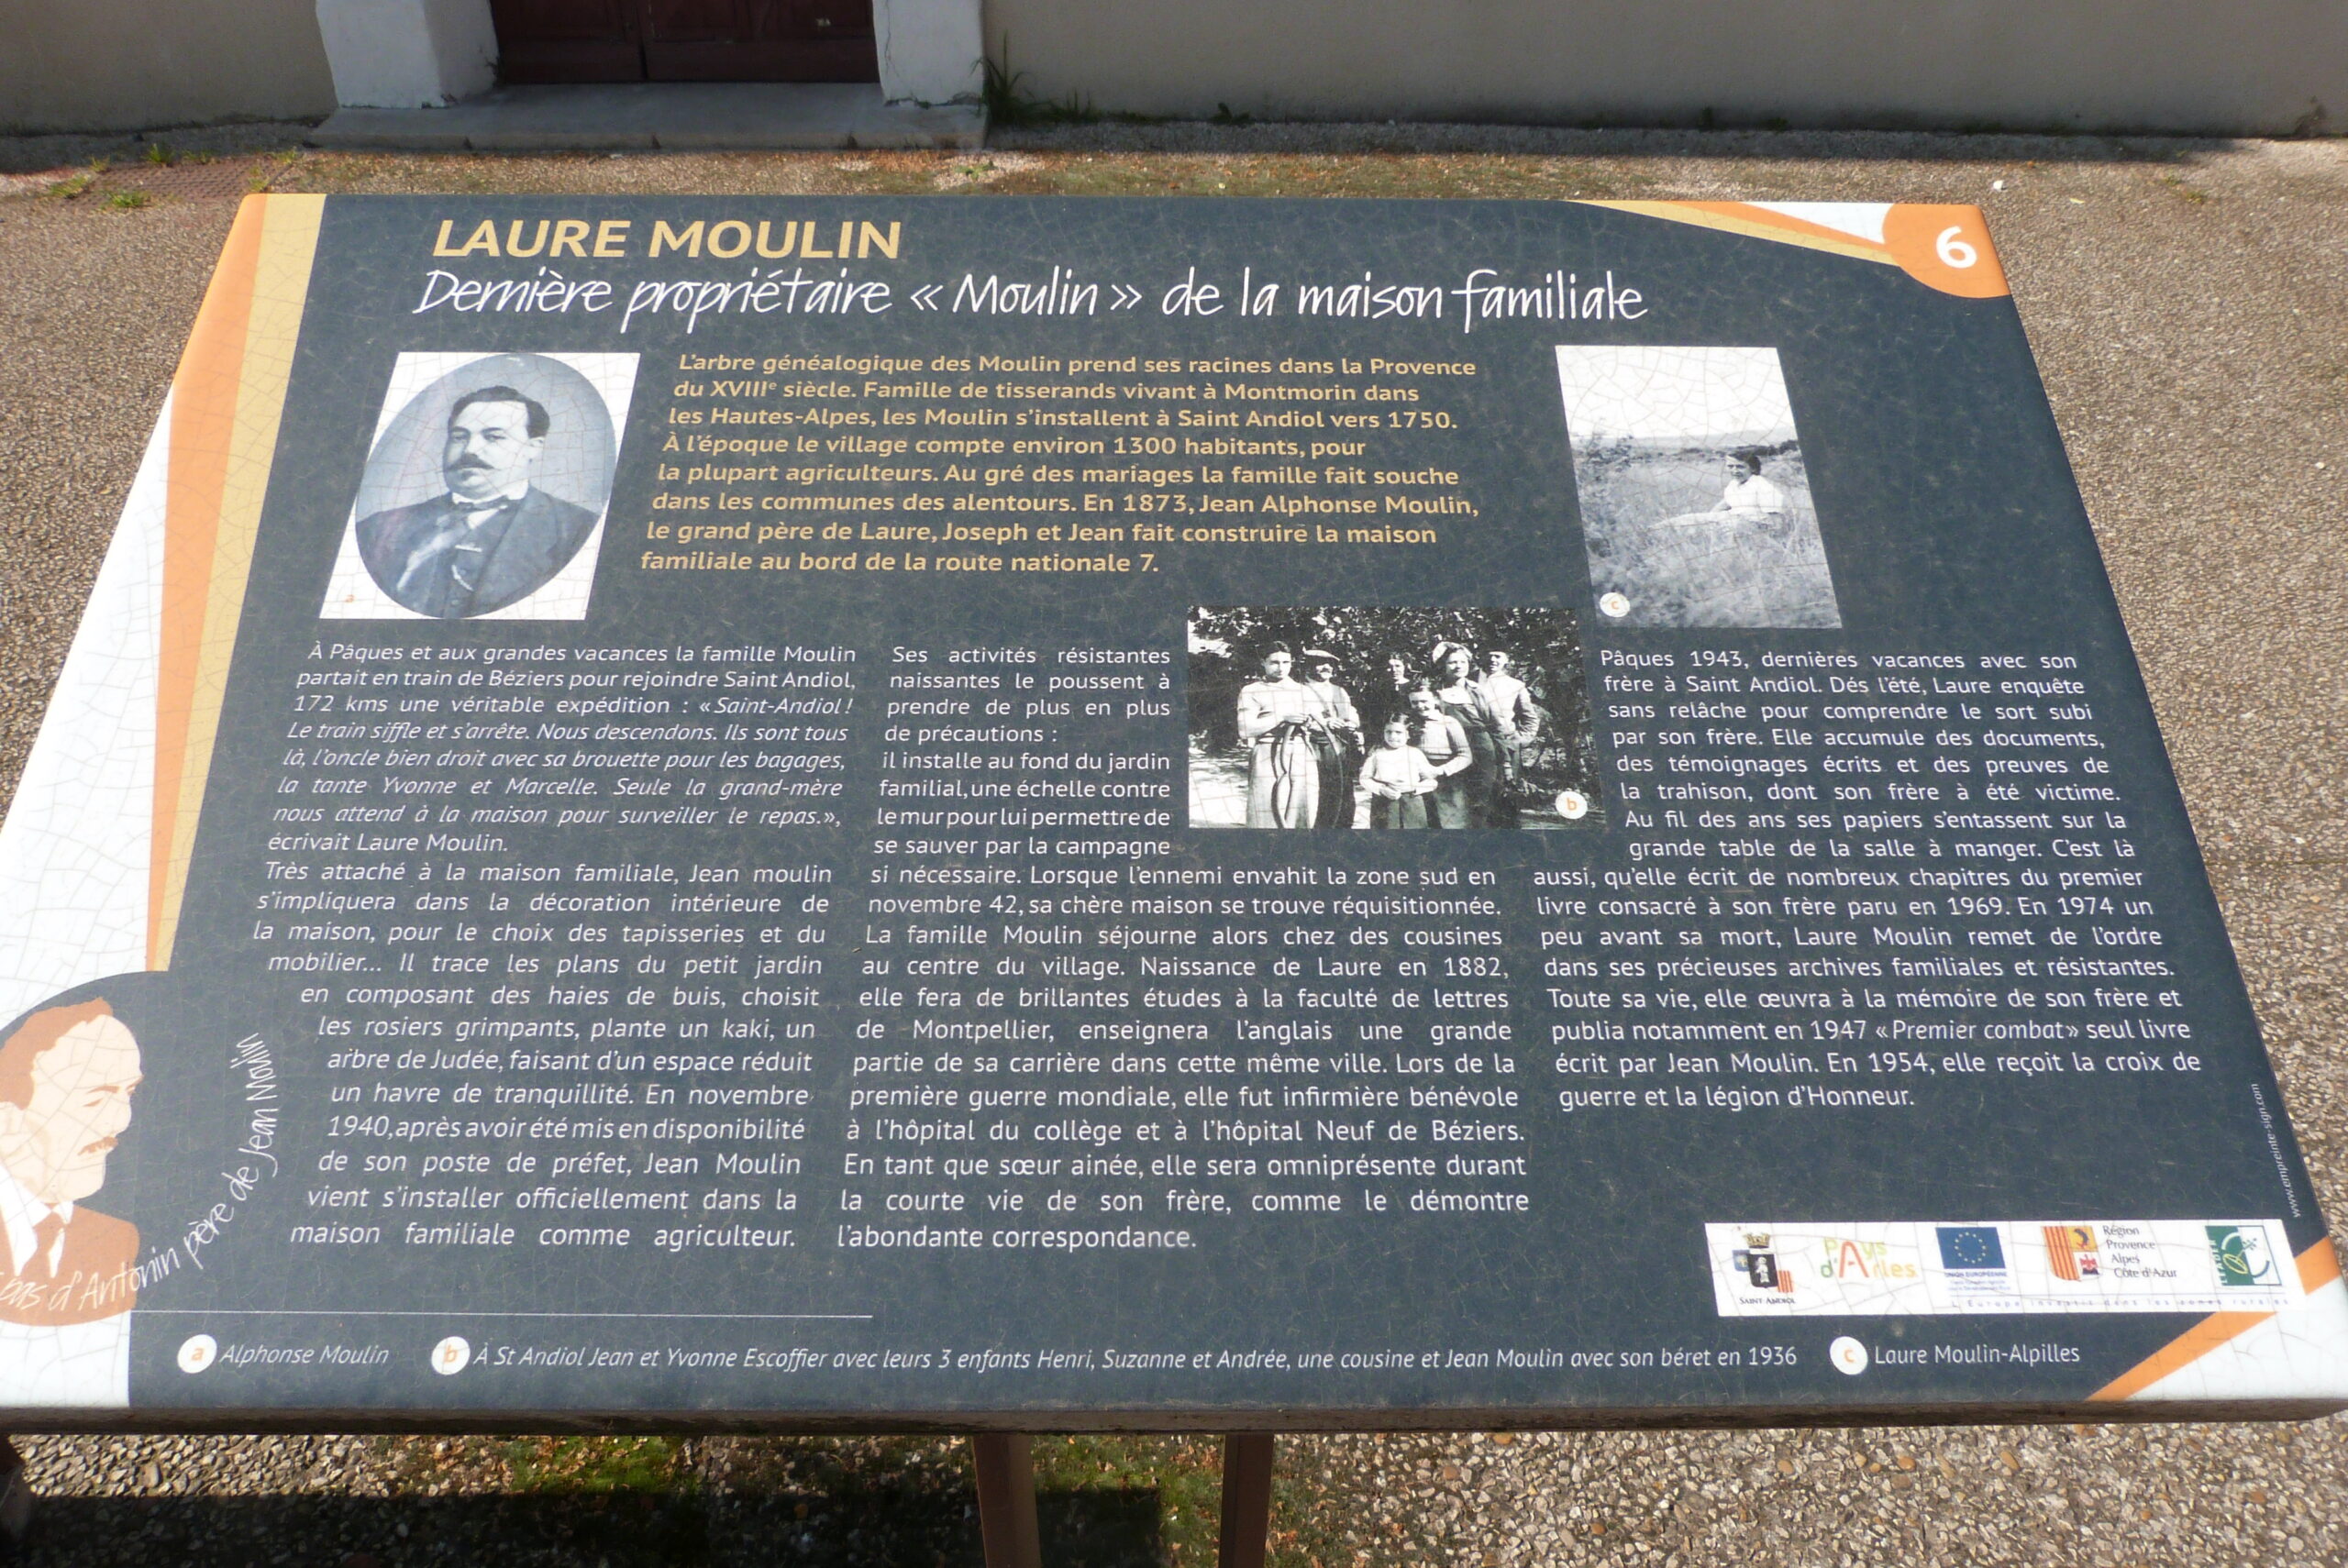 LAURE MOULIN
6
Dernière propriétaire « Moulin » de la maison familiale
L'arbre généalogique des Moulin prend ses racines dans la Provence
du XVIIIe siècle. Famille de tisserands vivant à Montmorin dans
les Hautes-Alpes, les Moulin s'installent à Saint Andiol vers 1750.
À l'époque le village compte environ 1300 habitants, pour
la plupart agriculteurs. Au gré des mariages la famille fait souche
dans les communes des alentours. En 1873, Jean Alphonse Moulin,
le grand père de Laure, Joseph et Jean fait construire la maison
familiale au bord de la route nationale 7.
a
À Pâques et aux grandes vacances la famille Moulin
partait en train de Béziers pour rejoindre Saint Andiol,
172 kms une véritable expédition : « Saint-Andiol !
Le train siffle et s'arrête. Nous descendons. Ils sont tous
là, l'oncle bien droit avec sa brouette pour les bagages,
la tante Yvonne et Marcelle. Seule la grand-mère
nous attend à la maison pour surveiller le repas.»,
écrivait Laure Moulin.
Très attaché à la maison familiale, Jean moulin
s'impliquera dans la décoration intérieure de
la maison, pour le choix des tapisseries et du
mobilier... Il trace les plans du petit jardin
en composant des haies de buis, choisit
les rosiers grimpants, plante un kaki, un
arbre de Judée, faisant d'un espace réduit
un havre de tranquillité. En novembre
1940, après avoir été mis en disponibilité
de son poste de préfet, Jean Moulin
vient s'installer officiellement dans la
maison familiale comme agriculteur.
Ses activités résistantes
naissantes le poussent à
prendre de plus en plus
de précautions :
il installe au fond du jardin
familial, une échelle contre
le mur pour lui permettre de
se sauver par la campagne
si nécessaire. Lorsque l'ennemi envahit la zone sud en
novembre 42, sa chère maison se trouve réquisitionnée.
La famille Moulin séjourne alors chez des cousines
au centre du village. Naissance de Laure en 1882,
elle fera de brillantes études à la faculté de lettres
de Montpellier, enseignera l'anglais une grande
partie de sa carrière dans cette même ville. Lors de la
première guerre mondiale, elle fut infirmière bénévole
à l'hôpital du collège et à l'hôpital Neuf de Béziers.
En tant que sœur ainée, elle sera omniprésente durant
la courte vie de son frère, comme le démontre
l'abondante correspondance.
b
c
Pâques 1943, dernières vacances avec son
frère à Saint Andiol. Dés l'été, Laure enquête
sans relâche pour comprendre le sort subi
par son frère. Elle accumule des documents,
des témoignages écrits et des preuves de
la trahison, dont son frère à été victime.
Au fil des ans ses papiers s'entassent sur la
grande table de la salle à manger. C'est là
aussi, qu'elle écrit de nombreux chapitres du premier
livre consacré à son frère paru en 1969. En 1974 un
peu avant sa mort, Laure Moulin remet de l'ordre
dans ses précieuses archives familiales et résistantes.
Toute sa vie, elle œuvra à la mémoire de son frère et
publia notamment en 1947 « Premier combat » seul livre
écrit par Jean Moulin. En 1954, elle reçoit la croix de
guerre et la légion d'Honneur.
pas d'Antonin père de Jean Moulin
www.empreinte-sign.com
SAINT ANDIOL
Pays
d'Arles
UNION EUROPÉENNE
Région
Provence
Alpes
Côte d'Azur
LEADER
L'Europe investit dans les zones rurales
a Alphonse Moulin
b À St Andiol Jean et Yvonne Escoffier avec leurs 3 enfants Henri, Suzanne et Andrée, une cousine et Jean Moulin avec son béret en 1936
c Laure Moulin-Alpilles